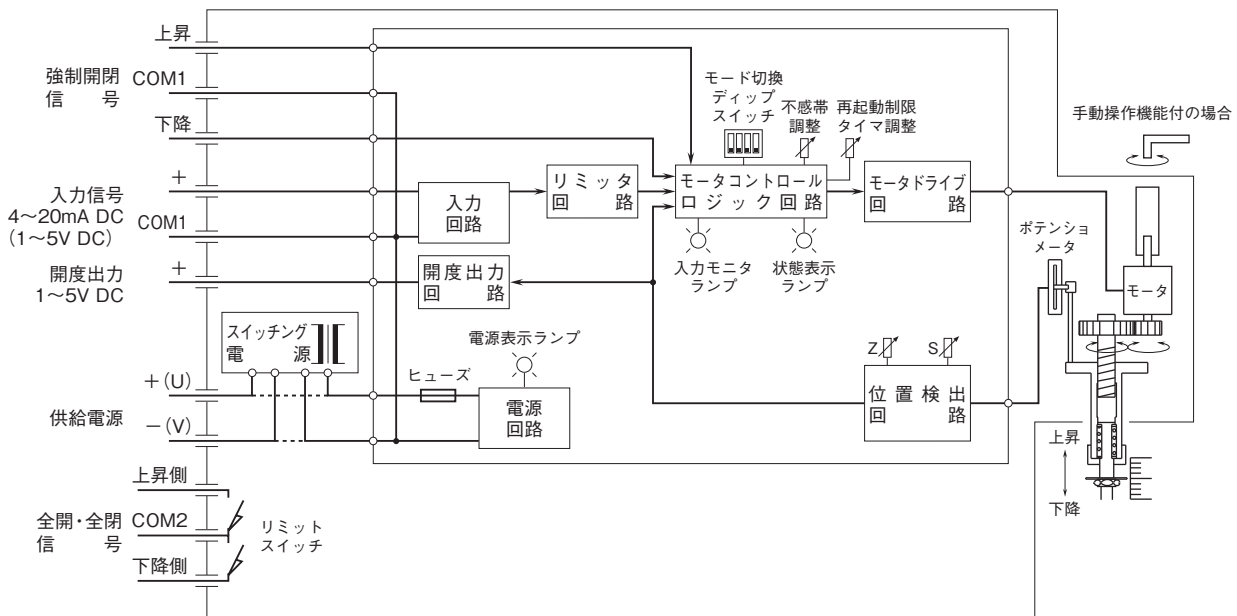 上昇
強制開閉 COM1
信　　号
下降
＋
入力信号
4～20mA DC
（1～5V DC）
COM1
＋
開度出力
1～5V DC
スイッチング
電　　源
＋（U）
供給電源
－（V）
上昇側
全開・全閉 COM2
信　　号
下降側
リミット
スイッチ
入力
回路
リミッタ
回　　路
開度出力
回　　路
電源表示ランプ
ヒューズ
電源
回路
モード切換
ディップ
スイッチ
不感帯
調整
再起動制限
タイマ調整
モータコントロール
ロジック回路
入力モニタ
ランプ
状態表示
ランプ
モータドライブ
回　　路
Z
S
位置検出
回　　路
手動操作機能付の場合
ポテンショ
メータ
モータ
上昇
下降